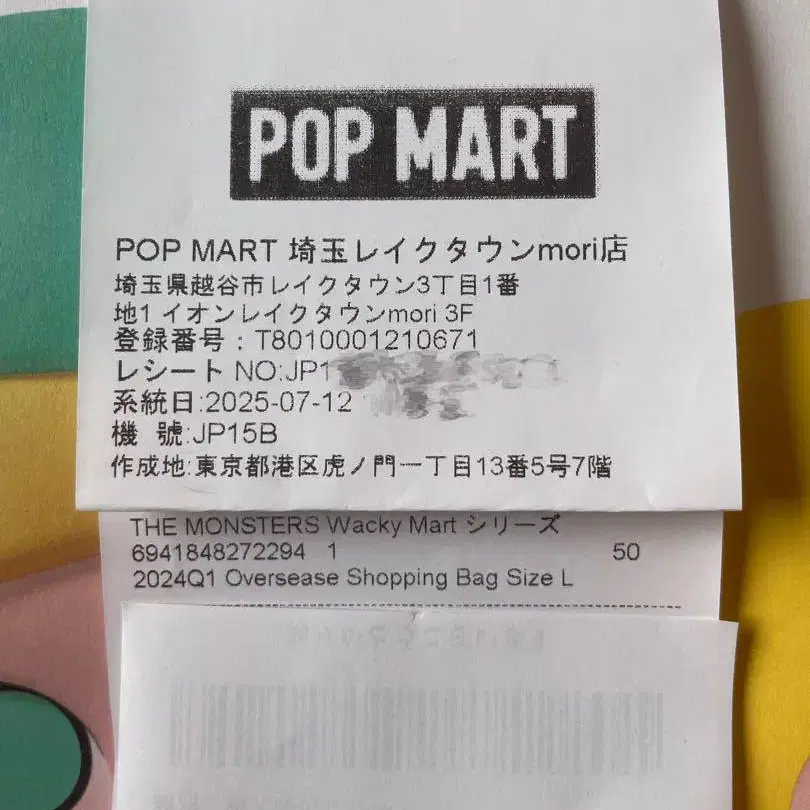 POP MART
POP MART 埼玉レイクタウンmori店
埼玉県越谷市レイクタウン3丁目1番
地1 イオンレイクタウンmori 3F
登録番号：T8010001210671
レシート NO:JP1
系統日:2025-07-12
機 號:JP15B
作成地:東京都港区虎ノ門一丁目13番5号7階
THE MONSTERS Wacky Mart シリーズ
6941848272294 1 50
2024Q1 Oversease Shopping Bag Size L